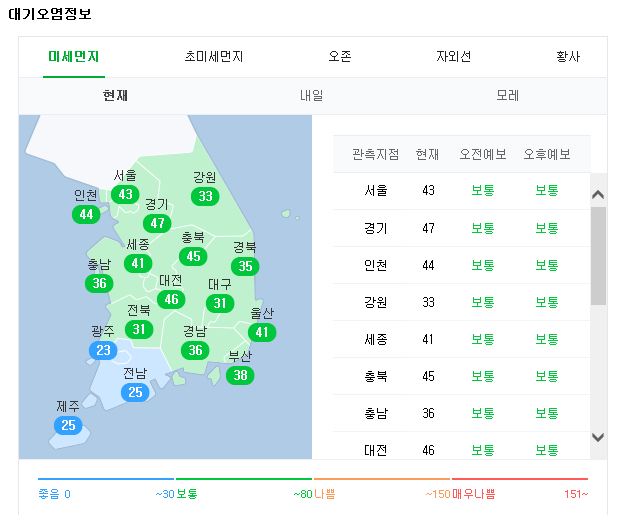 대기오염정보
미세먼지 초미세먼지 오존 자외선 황사
현재 내일 모레
서울 43
강원 33
인천 44
경기 47
세종 41
충북 45
경북 35
충남 36
대전 46
대구 31
전북 31
울산 41
광주 23
경남 36
부산 38
전남 25
제주 25
관측지점 현재 오전예보 오후예보
서울 43 보통 보통
경기 47 보통 보통
인천 44 보통 보통
강원 33 보통 보통
세종 41 보통 보통
충북 45 보통 보통
충남 36 보통 보통
대전 46 보통 보통
좋음 0 ~30 보통 ~80 나쁨 ~150 매우나쁨 151~